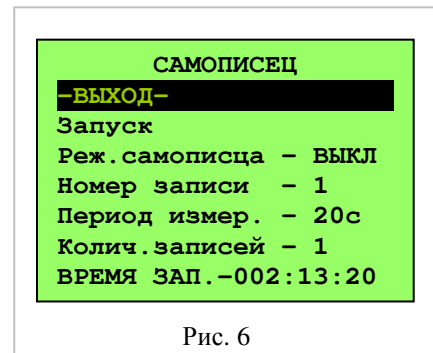 САМОПИСЕЦ
-ВЫХОД-
Запуск
Реж.самописца - ВЫКЛ
Номер записи - 1
Период измер. - 20с
Колич.записей - 1
ВРЕМЯ ЗАП.-002:13:20
Рис. 6